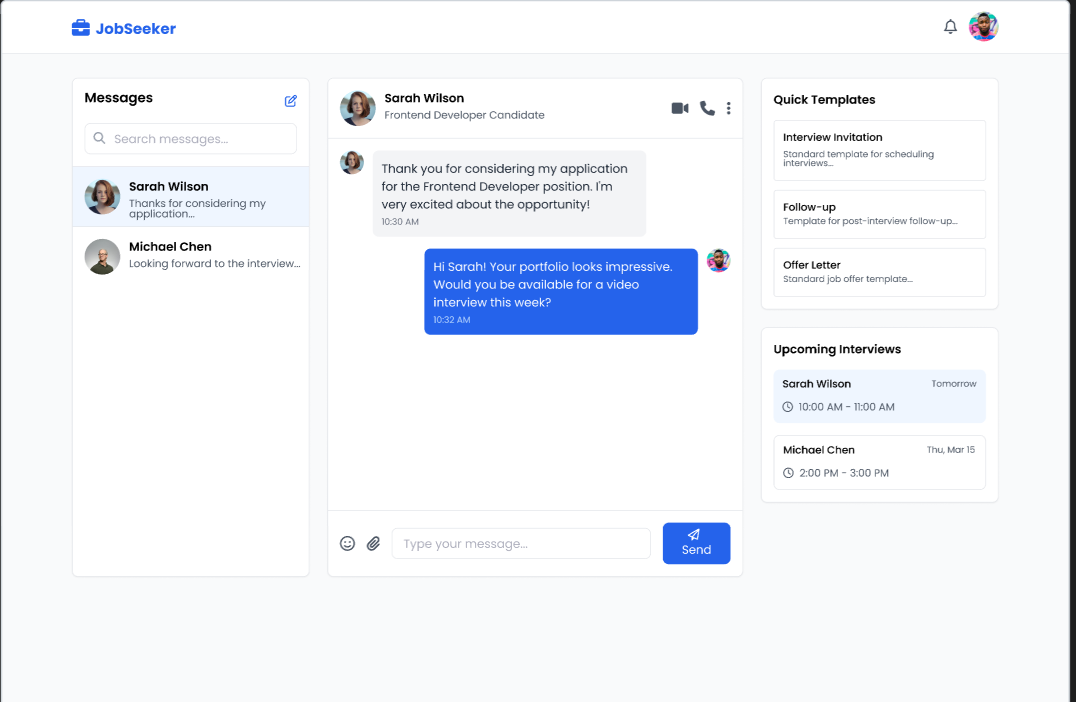 JobSeeker
Messages
Search messages...
Sarah Wilson
Thanks for considering my
application...
Michael Chen
Looking forward to the interview...
Sarah Wilson
Frontend Developer Candidate
Thank you for considering my application
for the Frontend Developer position. I'm
very excited about the opportunity!
10:30 AM
Hi Sarah! Your portfolio looks impressive.
Would you be available for a video
interview this week?
10:32 AM
Type your message...
Send
Quick Templates
Interview Invitation
Standard template for scheduling
interviews...
Follow-up
Template for post-interview follow-up...
Offer Letter
Standard job offer template...
Upcoming Interviews
Sarah Wilson Tomorrow
10:00 AM - 11:00 AM
Michael Chen Thu, Mar 15
2:00 PM - 3:00 PM